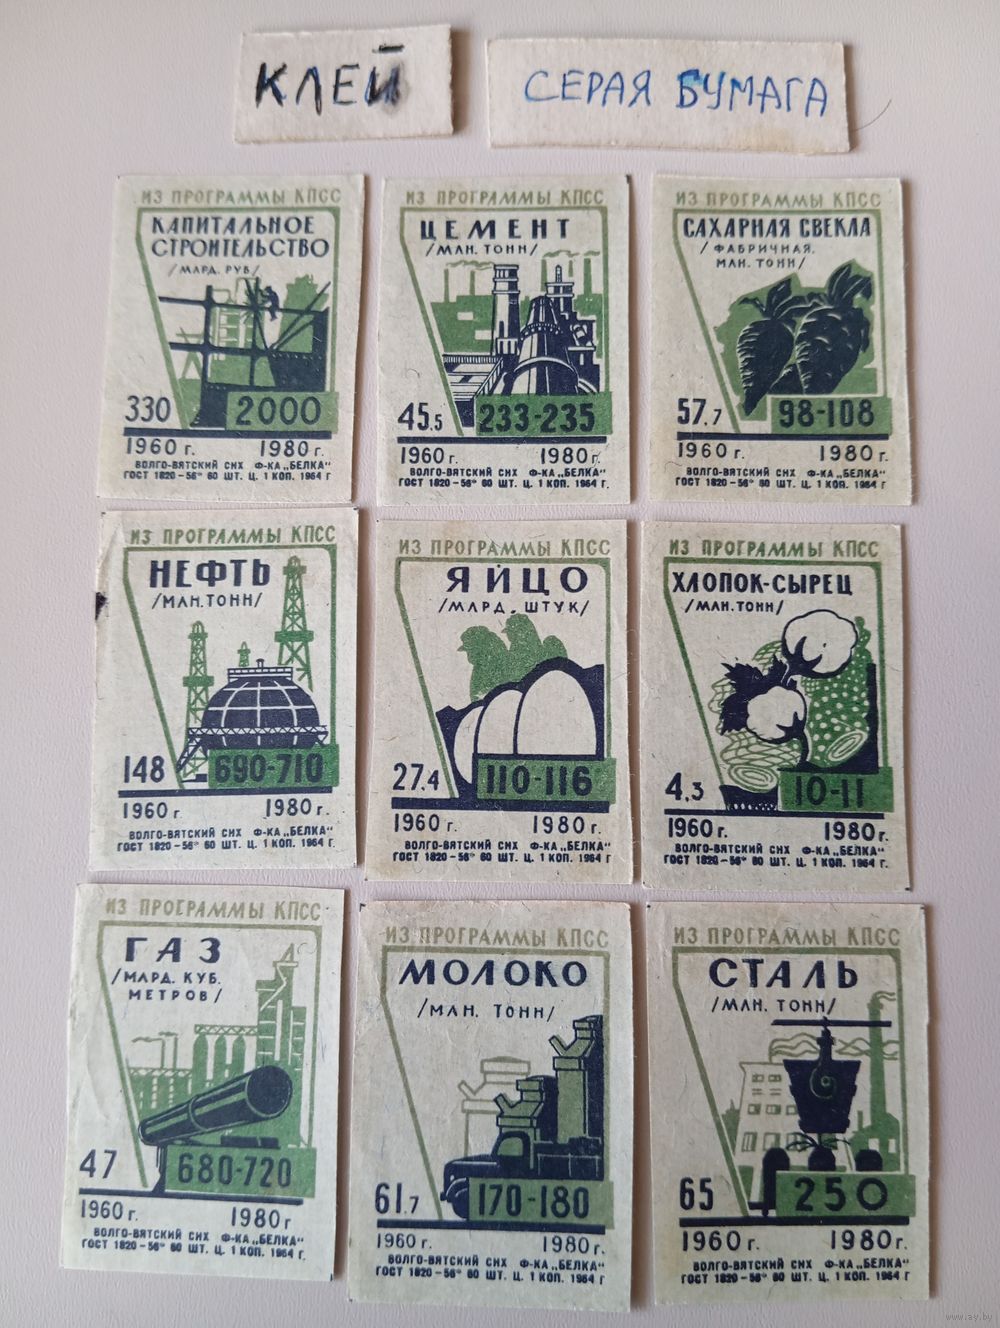 КЛЕЙ
СЕРАЯ БУМАГА
ИЗ ПРОГРАММЫ КПСС
КАПИТАЛЬНОЕ
СТРОИТЕЛЬСТВО
/МЛРД. РУБ/
330 2000
1960 г. 1980 г.
ВОЛГО-ВЯТСКИЙ СНХ Ф-КА „БЕЛКА"
ГОСТ 1820-56* 60 ШТ. Ц. 1 КОП. 1964 Г
ИЗ ПРОГРАММЫ КПСС
ЦЕМЕНТ
/МЛН. ТОНН/
45.5 233-235
1960 г. 1980 г.
ВОЛГО-ВЯТСКИЙ СНХ Ф-КА „БЕЛКА"
ГОСТ 1820-56* 60 ШТ. Ц. 1 КОП. 1964 Г
ИЗ ПРОГРАММЫ КПСС
САХАРНАЯ СВЕКЛА
/ФАБРИЧНАЯ.
МЛН. ТОНН/
57.7 98-108
1960 г. 1980 г.
ВОЛГО-ВЯТСКИЙ СНХ Ф-КА „БЕЛКА"
ГОСТ 1820-56* 60 ШТ. Ц. 1 КОП. 1964 Г
ИЗ ПРОГРАММЫ КПСС
НЕФТЬ
/МЛН. ТОНН/
148 690-710
1960 г. 1980 г.
ВОЛГО-ВЯТСКИЙ СНХ Ф-КА „БЕЛКА"
ГОСТ 1820-56* 60 ШТ. Ц. 1 КОП. 1964 Г
ИЗ ПРОГРАММЫ КПСС
ЯЙЦО
/МЛРД. ШТУК/
27.4 110-116
1960 г. 1980 г.
ВОЛГО-ВЯТСКИЙ СНХ Ф-КА „БЕЛКА"
ГОСТ 1820-56* 60 ШТ. Ц. 1 КОП. 1964 Г
ИЗ ПРОГРАММЫ КПСС
ХЛОПОК-СЫРЕЦ
/МЛН. ТОНН/
4,3 10-11
1960 г. 1980 г.
ВОЛГО-ВЯТСКИЙ СНХ Ф-КА „БЕЛКА"
ГОСТ 1820-56* 60 ШТ. Ц. 1 КОП. 1964 Г
ИЗ ПРОГРАММЫ КПСС
ГАЗ
/МЛРД. КУБ.
МЕТРОВ/
47 680-720
1960 г. 1980 г
ВОЛГО-ВЯТСКИЙ СНХ Ф-КА „БЕЛКА"
ГОСТ 1820-56* 60 ШТ. Ц. 1 КОП. 1964 Г
ИЗ ПРОГРАММЫ КПСС
МОЛОКО
/МЛН. ТОНН/
61.7 170-180
1960 г. 1980 г.
ВОЛГО-ВЯТСКИЙ СНХ Ф-КА „БЕЛКА"
ГОСТ 1820-56* 60 ШТ. Ц. 1 КОП. 1964 Г
ИЗ ПРОГРАММЫ КПСС
СТАЛЬ
/МЛН. ТОНН/
65 250
1960 г. 1980 г.
ВОЛГО-ВЯТСКИЙ СНХ Ф-КА „БЕЛКА"
ГОСТ 1820-56* 60 ШТ. Ц. 1 КОП. 1964 Г
www.ay.by